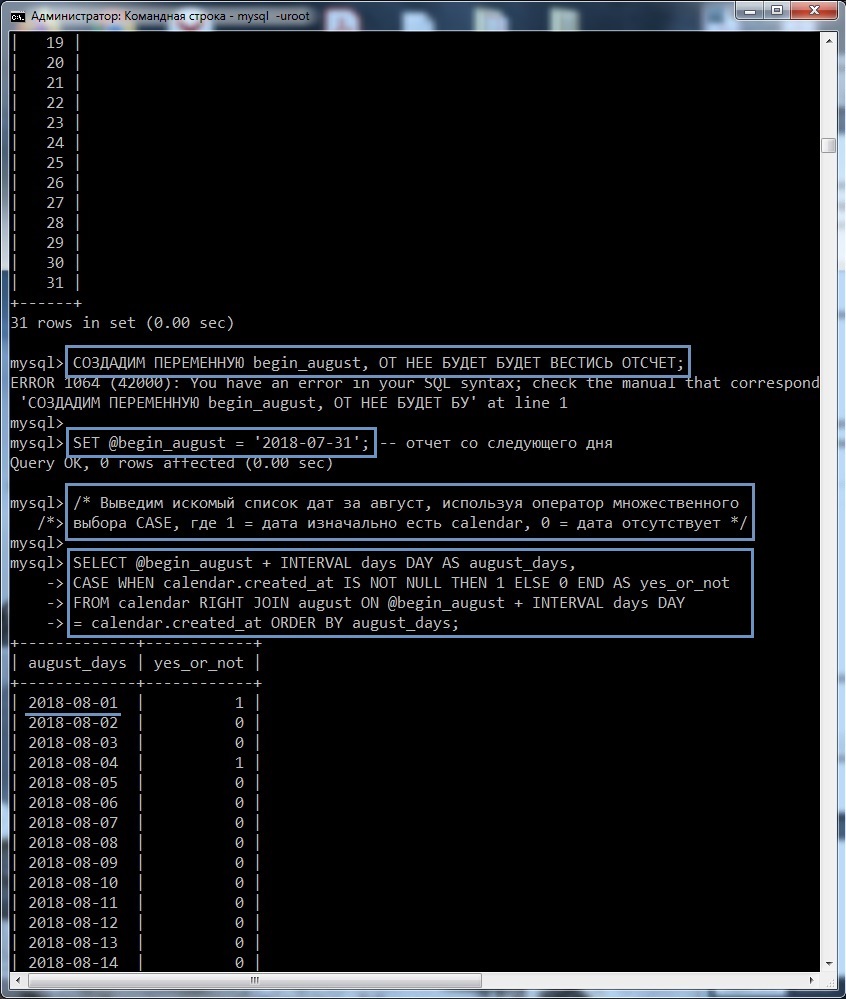 Администратор: Командная строка - mysql -uroot
|   19 |
|   20 |
|   21 |
|   22 |
|   23 |
|   24 |
|   25 |
|   26 |
|   27 |
|   28 |
|   29 |
|   30 |
|   31 |
+------+
31 rows in set (0.00 sec)
mysql> СОЗДАДИМ ПЕРЕМЕННУЮ begin_august, ОТ НЕЕ БУДЕТ БУДЕТ ВЕСТИСЬ ОТСЧЕТ;
ERROR 1064 (42000): You have an error in your SQL syntax; check the manual that correspond
'СОЗДАДИМ ПЕРЕМЕННУЮ begin_august, ОТ НЕЕ БУДЕТ БУ' at line 1
mysql>
mysql> SET @begin_august = '2018-07-31'; -- отчет со следующего дня
Query OK, 0 rows affected (0.00 sec)
mysql> /* Выведим искомый список дат за август, используя оператор множественного
/*> выбора CASE, где 1 = дата изначально есть calendar, 0 = дата отсутствует */
mysql>
mysql> SELECT @begin_august + INTERVAL days DAY AS august_days,
-> CASE WHEN calendar.created_at IS NOT NULL THEN 1 ELSE 0 END AS yes_or_not
-> FROM calendar RIGHT JOIN august ON @begin_august + INTERVAL days DAY
-> = calendar.created_at ORDER BY august_days;
+-------------+------------+
| august_days | yes_or_not |
+-------------+------------+
| 2018-08-01  |          1 |
| 2018-08-02  |          0 |
| 2018-08-03  |          0 |
| 2018-08-04  |          1 |
| 2018-08-05  |          0 |
| 2018-08-06  |          0 |
| 2018-08-07  |          0 |
| 2018-08-08  |          0 |
| 2018-08-09  |          0 |
| 2018-08-10  |          0 |
| 2018-08-11  |          0 |
| 2018-08-12  |          0 |
| 2018-08-13  |          0 |
| 2018-08-14  |          0 |